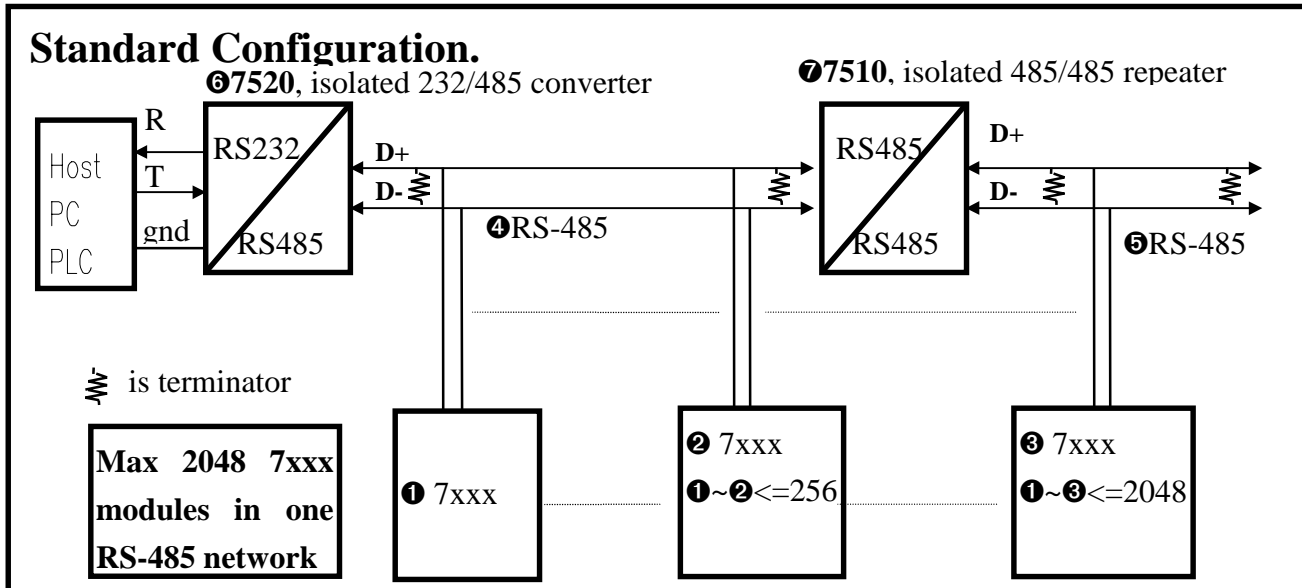 Standard Configuration.
❻7520, isolated 232/485 converter
❼7510, isolated 485/485 repeater
Host
PC
PLC
R
T
gnd
RS232
RS485
D+
D-
❹RS-485
RS485
RS485
D+
D-
❺RS-485
is terminator
Max 2048 7xxx
modules in one
RS-485 network
❶ 7xxx
❷ 7xxx
❶~❷<=256
❸ 7xxx
❶~❸<=2048